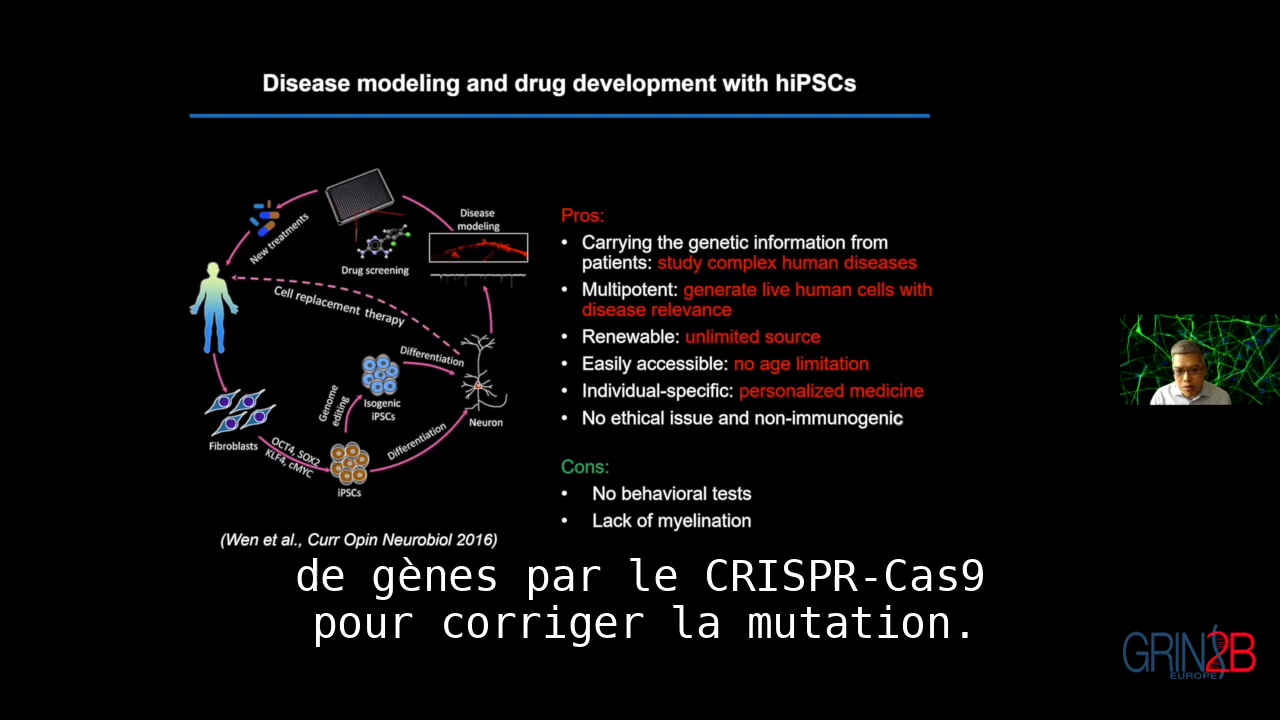 Disease modeling and drug development with hiPSCs
New treatments
Drug screening
Disease
modeling
Cell replacement therapy
Differentiation
Genome
editing
Isogenic
iPSCs
Neuron
Fibroblasts
OCT4, SOX2
KLF4, cMYC
Differentiation
iPSCs
(Wen et al., Curr Opin Neurobiol 2016)
Pros:
• Carrying the genetic information from
patients: study complex human diseases
• Multipotent: generate live human cells with
disease relevance
• Renewable: unlimited source
• Easily accessible: no age limitation
• Individual-specific: personalized medicine
• No ethical issue and non-immunogenic
Cons:
• No behavioral tests
• Lack of myelination
de gènes par le CRISPR-Cas9
pour corriger la mutation.
GRIN2B
EUROPE